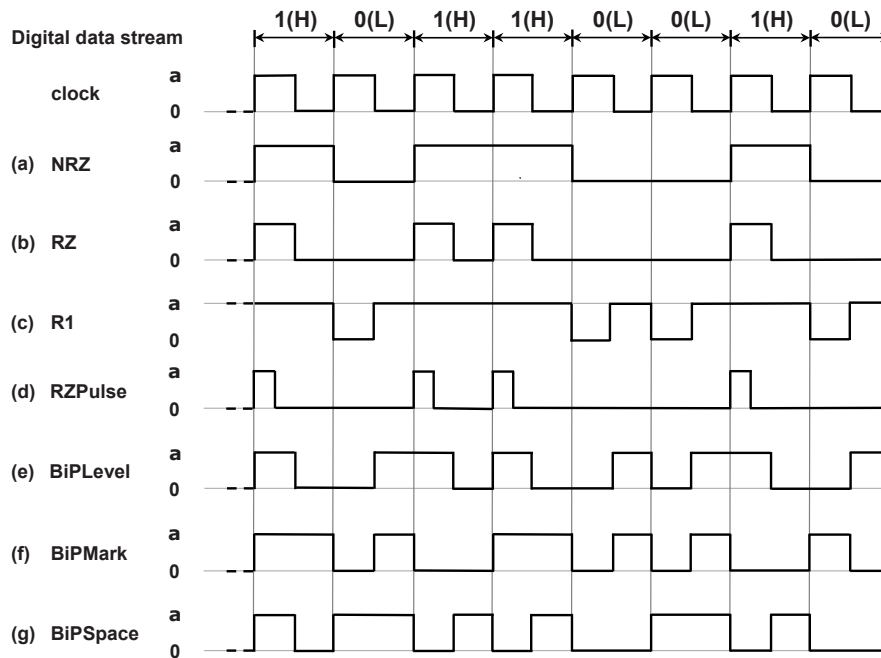 1(H) 0(L) 1(H) 1(H) 0(L) 0(L) 1(H) 0(L)
Digital data stream
a
clock
0
a
(a) NRZ
0
a
(b) RZ
0
a
(c) R1
0
a
(d) RZPulse
0
a
(e) BiPLevel
0
a
(f) BiPMark
0
a
(g) BiPSpace
0